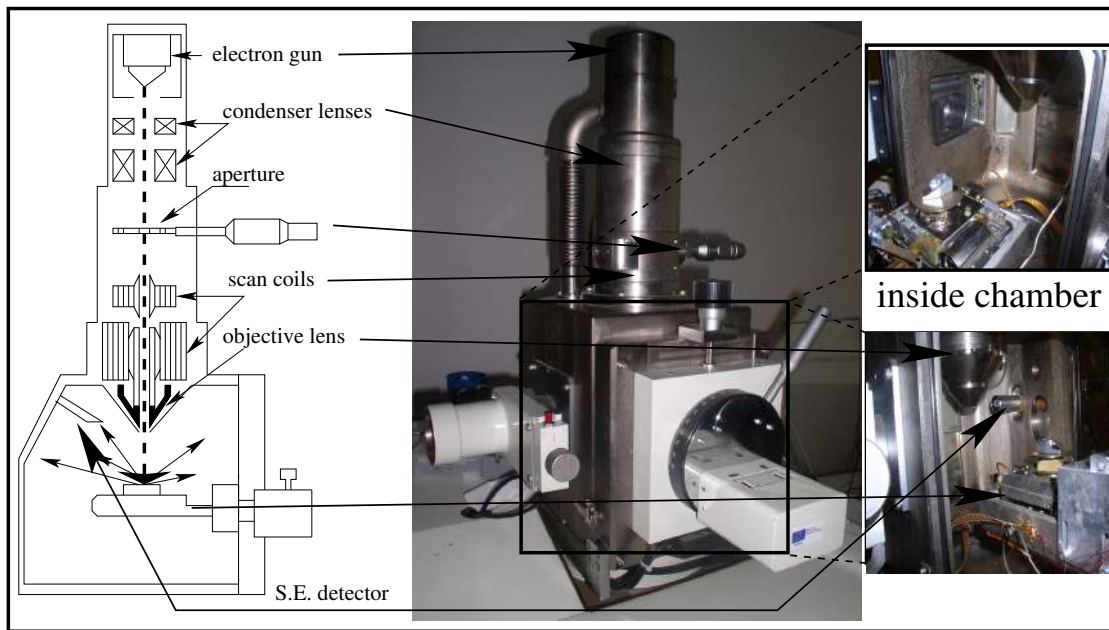 electron gun
condenser lenses
aperture
scan coils
objective lens
S.E. detector
inside chamber